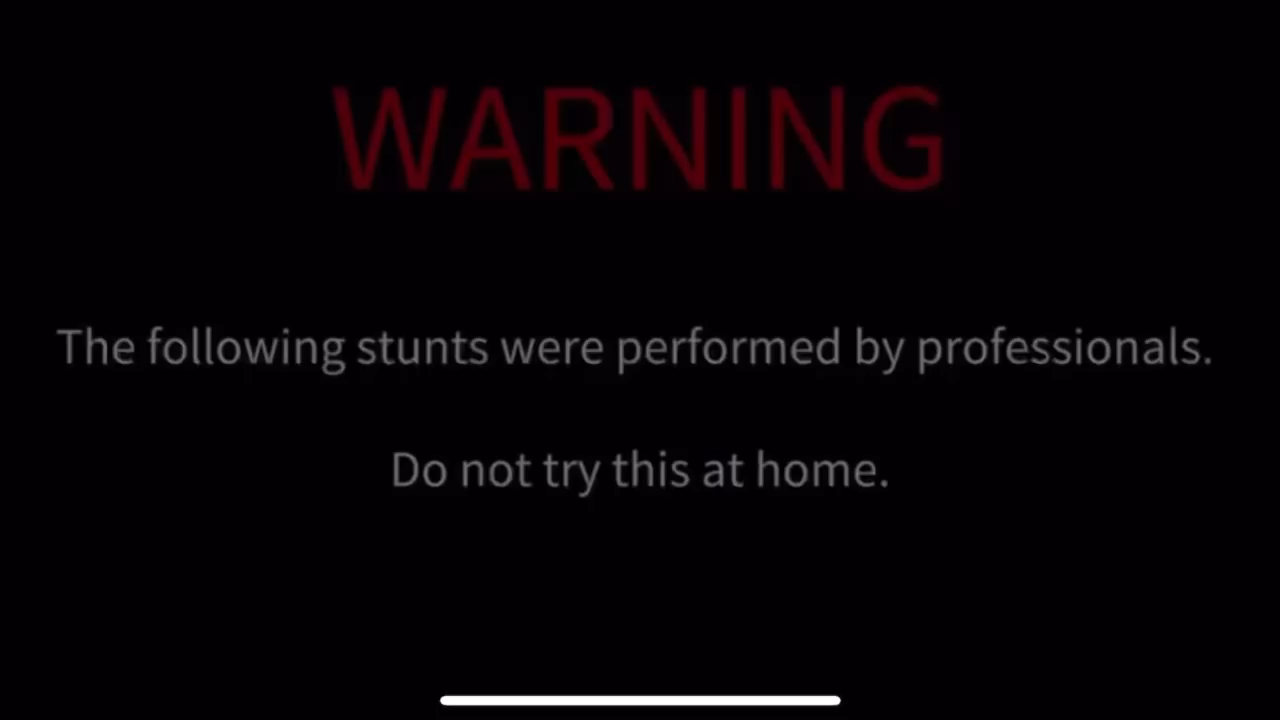 WARNING
The following stunts were performed by professionals.
Do not try this at home.